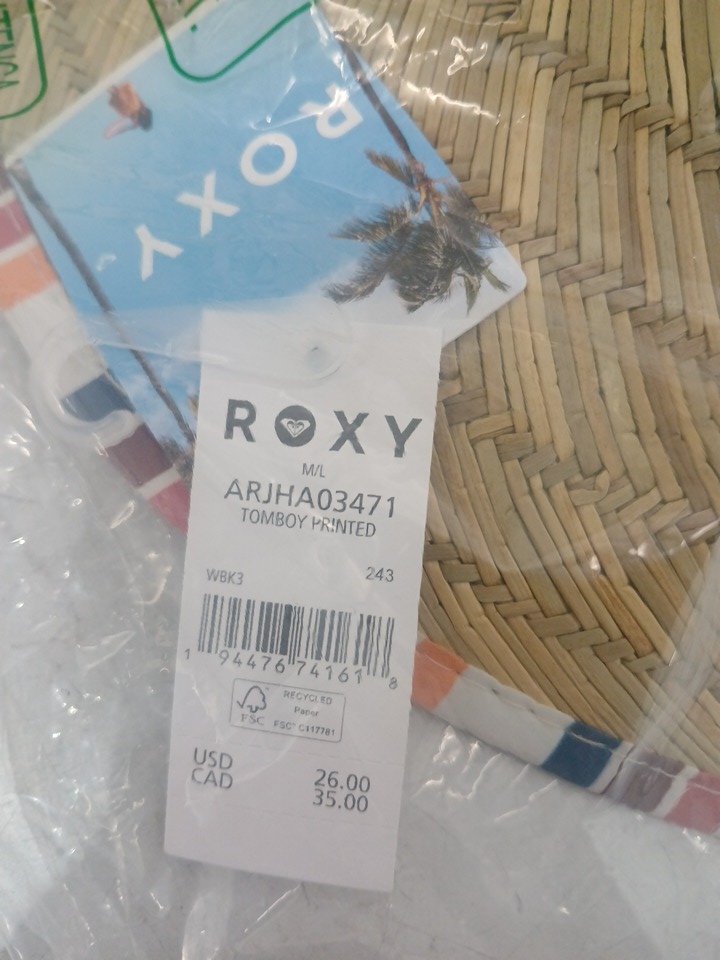 ROXY
ROXY
M/L
ARJHA03471
TOMBOY PRINTED
WBK3 243
1 94476 74161 8
FSC
RECYCLED
Paper
FSC® C117781
USD 26.00
CAD 35.00